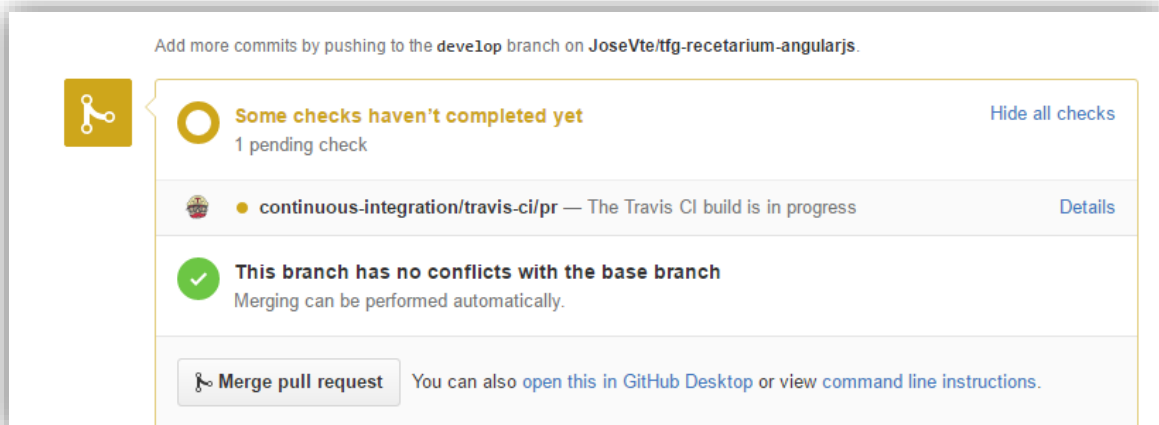 Add more commits by pushing to the develop branch on JoseVte/tfg-recetarium-angularjs.
Some checks haven't completed yet
Hide all checks
1 pending check
continuous-integration/travis-ci/pr — The Travis CI build is in progress
Details
This branch has no conflicts with the base branch
Merging can be performed automatically.
Merge pull request
You can also open this in GitHub Desktop or view command line instructions.